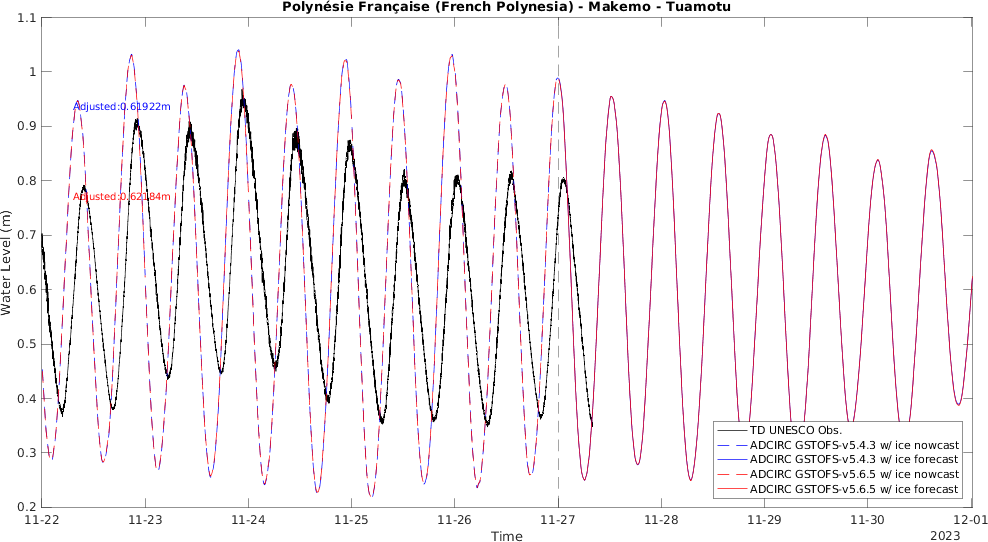 Polynésie Française (French Polynesia) - Makemo - Tuamotu
Water Level (m)
1.1
1
0.9
0.8
0.7
0.6
0.5
0.4
0.3
0.2
Adjusted:0.61922m
Adjusted:0.62184m
TD UNESCO Obs.
ADCIRC GSTOFS-v5.4.3 w/ ice nowcast
ADCIRC GSTOFS-v5.4.3 w/ ice forecast
ADCIRC GSTOFS-v5.6.5 w/ ice nowcast
ADCIRC GSTOFS-v5.6.5 w/ ice forecast
11-22 11-23 11-24 11-25 11-26 11-27 11-28 11-29 11-30 12-01
2023
Time